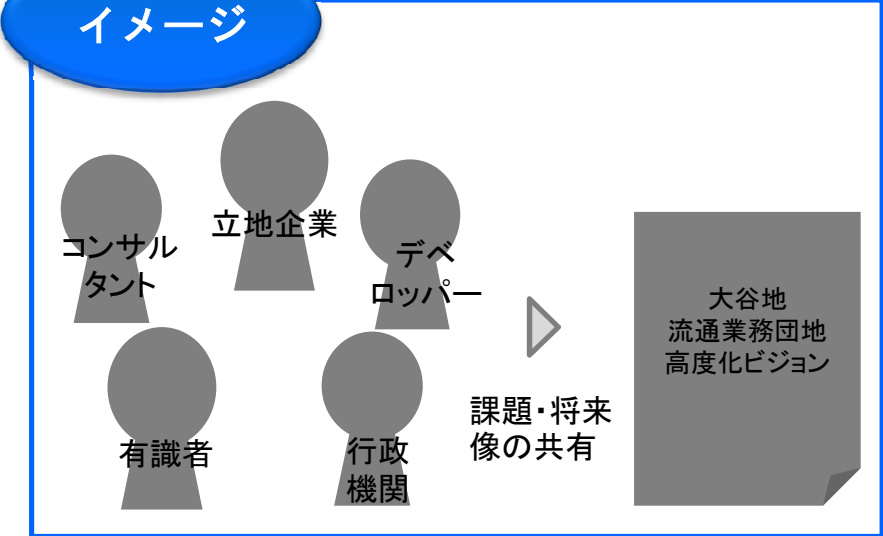 イメージ
立地企業
コンサル
タント
デベ
ロッパー
有識者
行政
機関
課題・将来
像の共有
大谷地
流通業務団地
高度化ビジョン